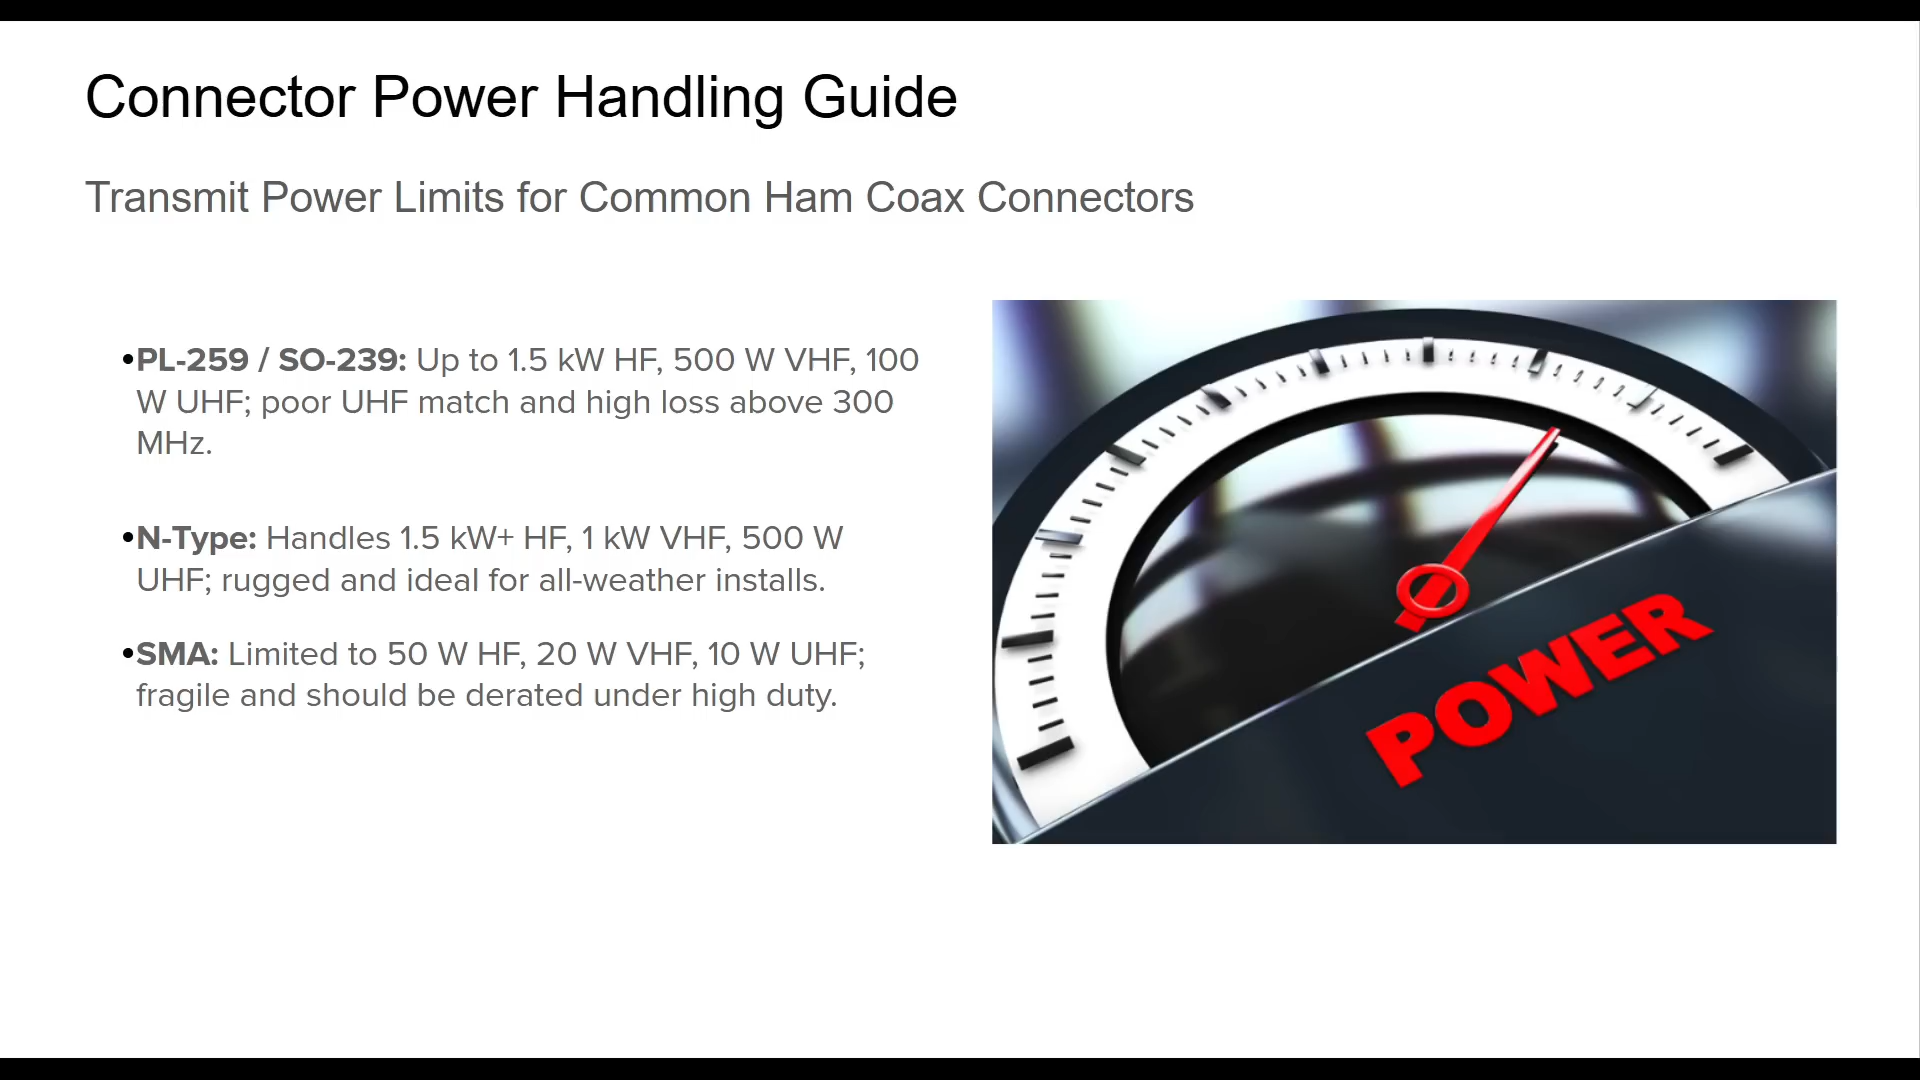 Connector Power Handling Guide
Transmit Power Limits for Common Ham Coax Connectors
•PL-259 / SO-239: Up to 1.5 kW HF, 500 W VHF, 100
W UHF; poor UHF match and high loss above 300
MHz.
•N-Type: Handles 1.5 kW+ HF, 1 kW VHF, 500 W
UHF; rugged and ideal for all-weather installs.
•SMA: Limited to 50 W HF, 20 W VHF, 10 W UHF;
fragile and should be derated under high duty.
POWER